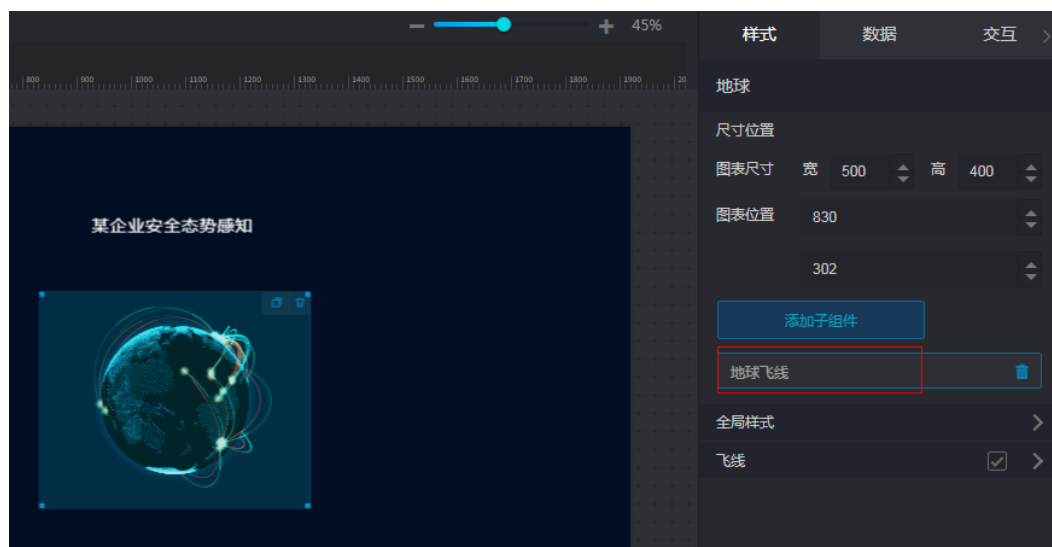 45%
样式 数据 交互
800 900 1000 1100 1200 1300 1400 1500 1600 1700 1800 1900 20
地球
尺寸位置
图表尺寸 宽 500 高 400
图表位置 830
302
某企业安全态势感知
添加子组件
地球飞线
全局样式
飞线